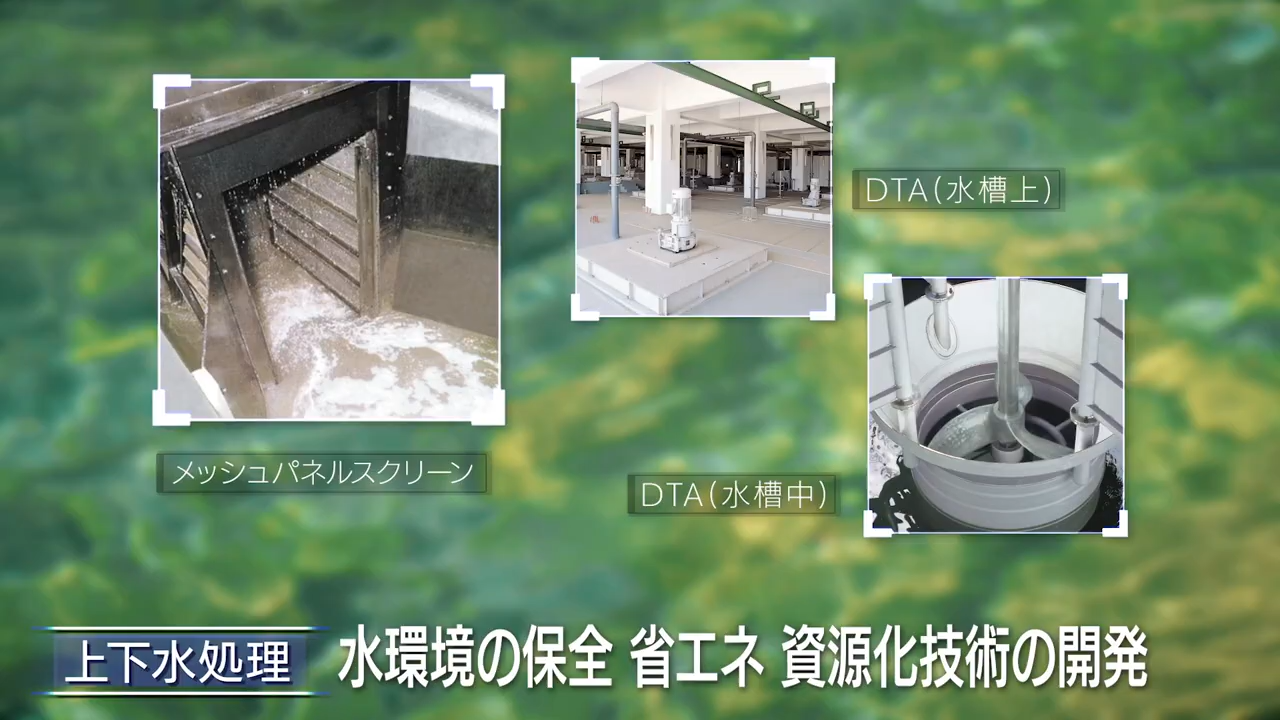 DTA(水槽上)
メッシュパネルスクリーン
DTA(水槽中)
上下水処理
水環境の保全 省エネ 資源化技術の開発